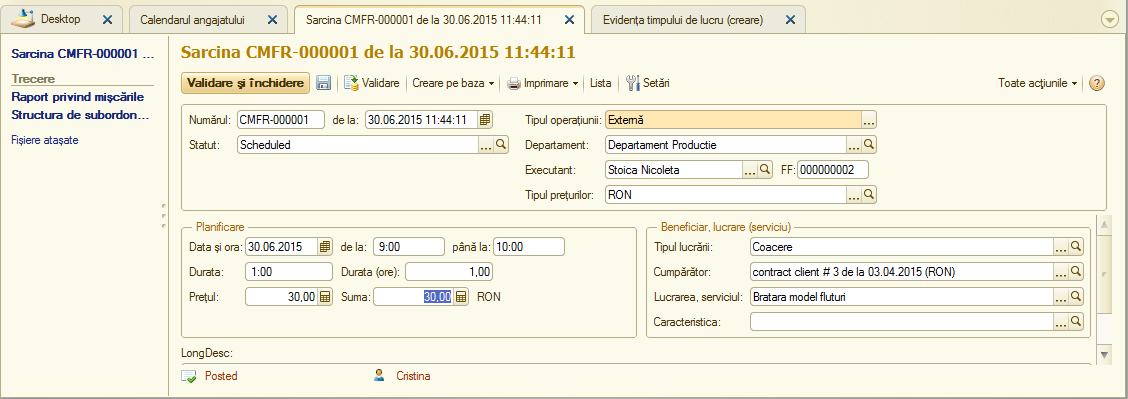 Desktop
Calendarul angajatului
Sarcina CMFR-000001 de la 30.06.2015 11:44:11
Evidența timpului de lucru (creare)
Sarcina CMFR-000001 ...
Trecere
Raport privind mișcările
Structura de subordon...
Fișiere atașate
Sarcina CMFR-000001 de la 30.06.2015 11:44:11
Validare și închidere
Validare
Creare pe baza
Imprimare
Lista
Setări
Toate acțiunile
?
Numărul: CMFR-000001 de la: 30.06.2015 11:44:11
Statut: Scheduled ...
Tipul operațiunii: Externă ...
Departament: Departament Productie ...
Executant: Stoica Nicoleta ... FF: 000000002
Tipul prețurilor: RON ...
Planificare
Data și ora: 30.06.2015 de la: 9:00 până la: 10:00
Durata: 1:00 Durata (ore): 1,00
Prețul: 30,00 Suma: 30,00 RON
Beneficiar, lucrare (serviciu)
Tipul lucrării: Coacere ...
Cumpărător: contract client # 3 de la 03.04.2015 (RON) ...
Lucrarea, serviciul: Bratara model fluturi ...
Caracteristica: ...
LongDesc:
Posted
Cristina